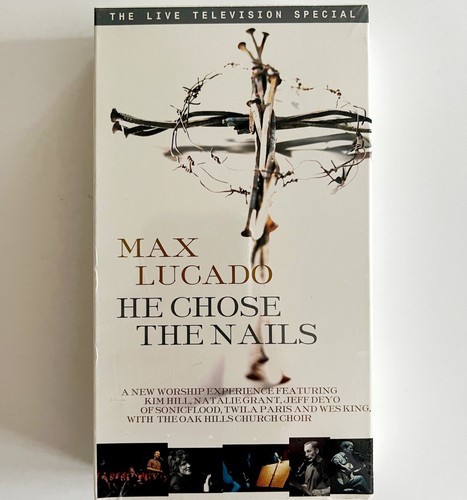 THE LIVE TELEVISION SPECIAL
MAX
LUCADO
HE CHOSE
THE NAILS
A NEW WORSHIP EXPERIENCE FEATURING
KIM HILL, NATALIE GRANT, JEFF DEYO
OF SONICFLOOD, TWILA PARIS AND WES KING,
WITH THE OAK HILLS CHURCH CHOIR